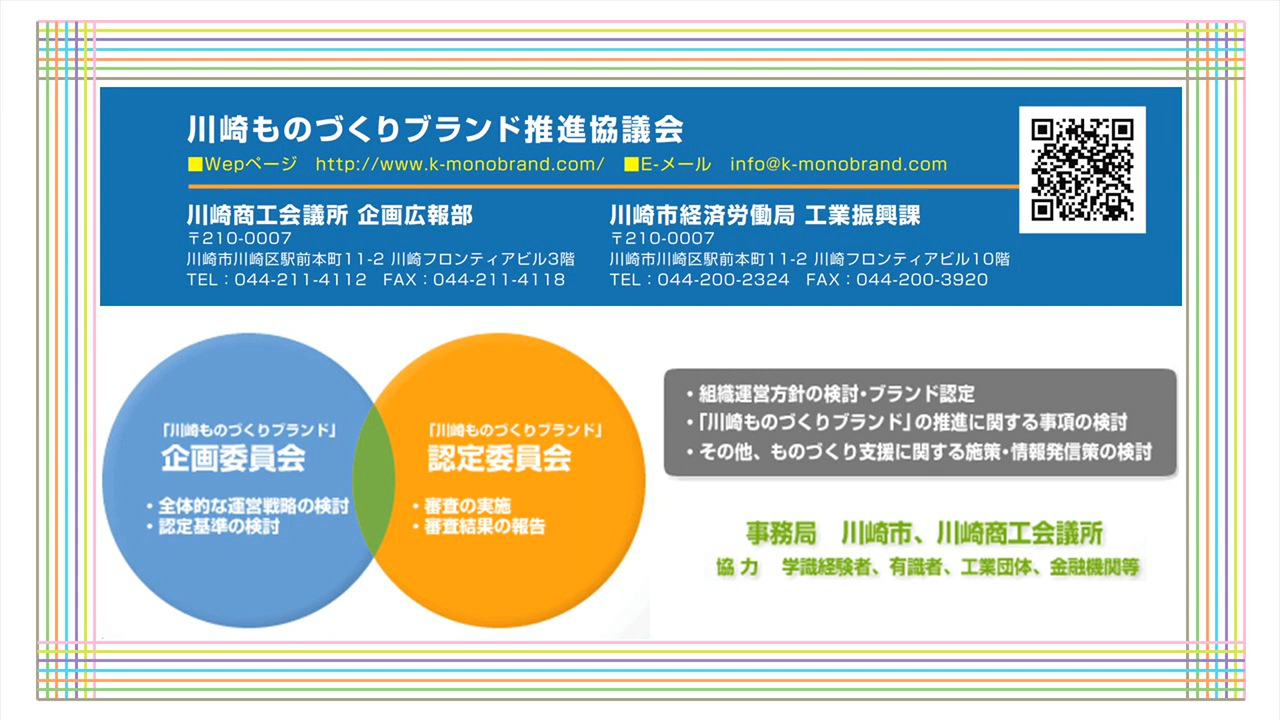 川崎ものづくりブランド推進協議会
■Wepページ　http://www.k-monobrand.com/　■E-メール　info@k-monobrand.com
川崎商工会議所 企画広報部
〒210-0007
川崎市川崎区駅前本町11-2 川崎フロンティアビル3階
TEL：044-211-4112　FAX：044-211-4118
川崎市経済労働局 工業振興課
〒210-0007
川崎市川崎区駅前本町11-2 川崎フロンティアビル10階
TEL：044-200-2324　FAX：044-200-3920
「川崎ものづくりブランド」
企画委員会
・全体的な運営戦略の検討
・認定基準の検討
「川崎ものづくりブランド」
認定委員会
・審査の実施
・審査結果の報告
・組織運営方針の検討・ブランド認定
・「川崎ものづくりブランド」の推進に関する事項の検討
・その他、ものづくり支援に関する施策・情報発信策の検討
事務局　川崎市、川崎商工会議所
協 力　学識経験者、有識者、工業団体、金融機関等